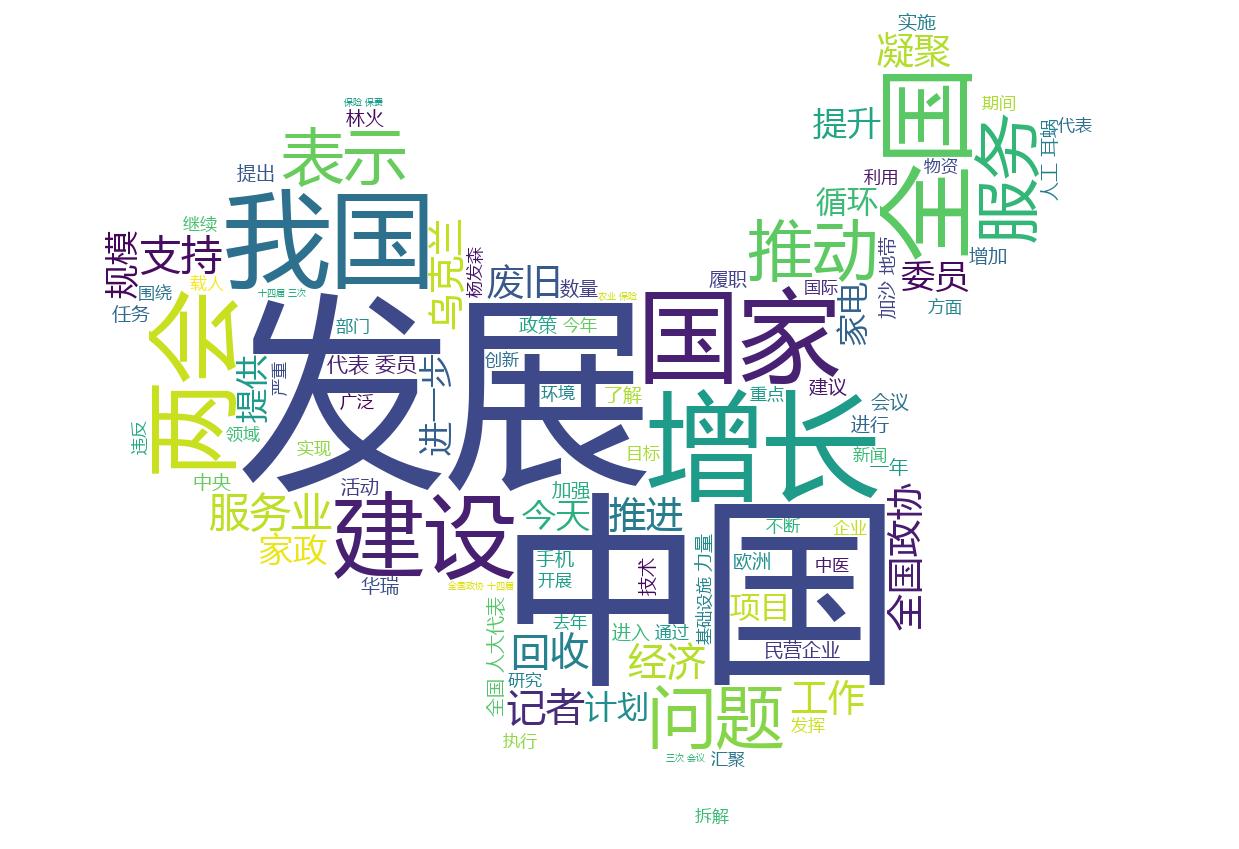 实施
凝聚
国
全
期间
提升
服务
代表
人工 耳蜗
保险 保费
林火
表示
提出
物资
利用
循环
我国
继续
支持
规模
推动
委员
增加
加沙 地带
乌克兰
杨发森
废旧
数量
农业 保险
履职
国际
家电
方面
载人
围绕
任务
十四届 三次
两会
发展
国家
部门
政策
今年
创新
代表 委员
进一步
提供
严重
广泛
环境
了解
重点
建议
增长
会议
进行
违反
领域
实现
目标
新闻
一年
中央
活动
加强
服务业
建设
今天
推进
中国
不断
企业
全国政协
家政
华瑞
全国政协 十四届
手机
开展
技术
基础设施 力量
欧洲
中医
项目
全国 人大代表
去年
进入
通过
民营企业
回收
经济
研究
记者
计划
问题
工作
发挥
执行
三次 会议
汇聚
拆解